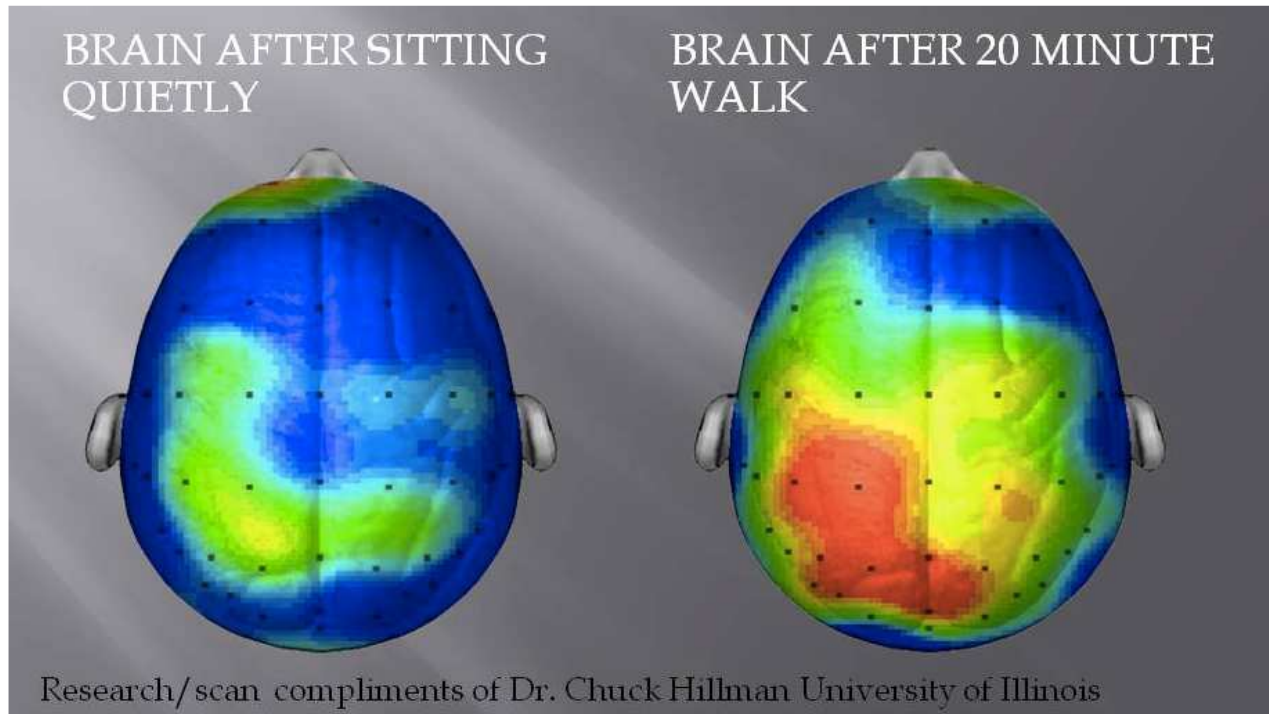 BRAIN AFTER SITTING
QUIETLY
BRAIN AFTER 20 MINUTE
WALK
Research/scan compliments of Dr. Chuck Hillman University of Illinois